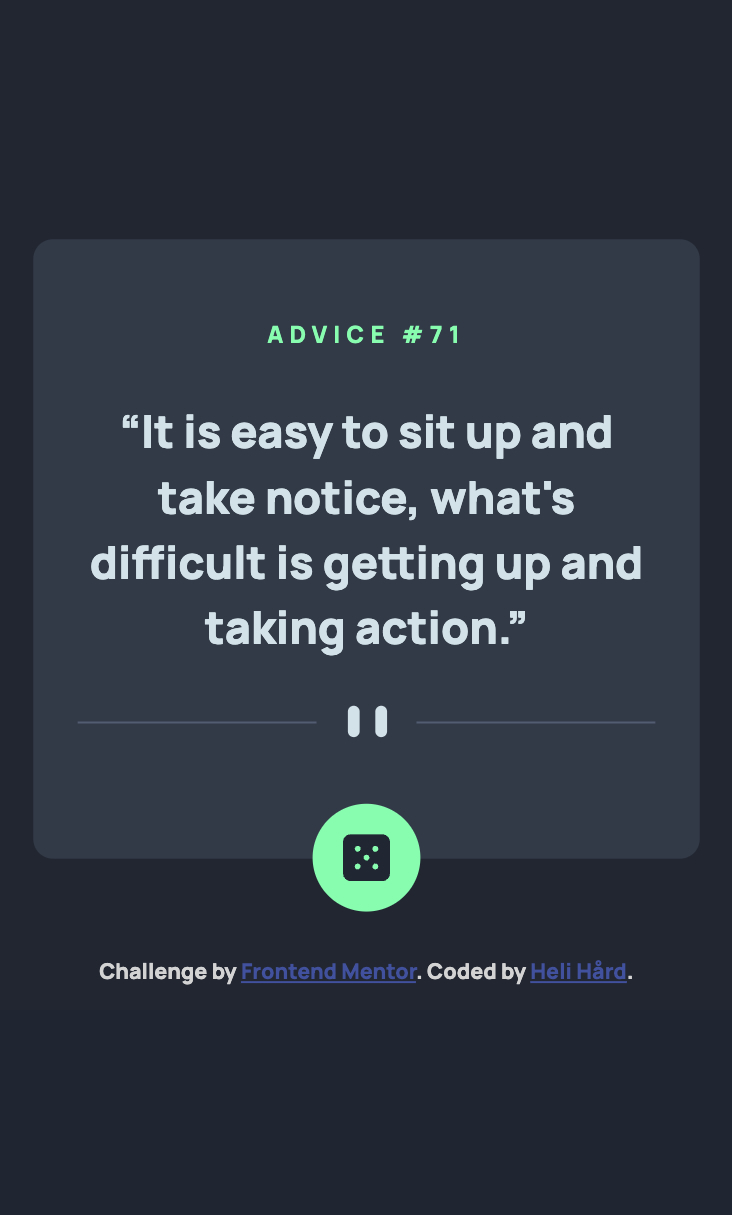 ADVICE #71
“It is easy to sit up and
take notice, what's
difficult is getting up and
taking action.”
Challenge by Frontend Mentor. Coded by Heli Hård.